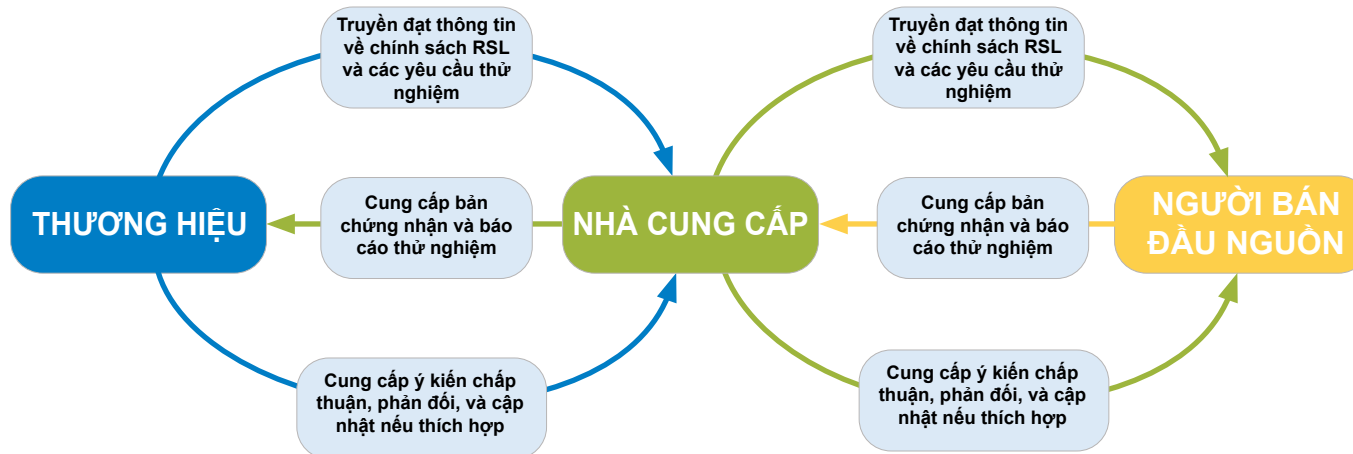 Truyền đạt thông tin
về chính sách RSL
và các yêu cầu thử
nghiệm
Truyền đạt thông tin
về chính sách RSL
và các yêu cầu thử
nghiệm
THƯƠNG HIỆU
Cung cấp bản
chứng nhận và báo
cáo thử nghiệm
NHÀ CUNG CẤP
Cung cấp bản
chứng nhận và báo
cáo thử nghiệm
NGƯỜI BÁN
ĐẦU NGUỒN
Cung cấp ý kiến chấp
thuận, phản đối, và cập
nhật nếu thích hợp
Cung cấp ý kiến chấp
thuận, phản đối, và cập
nhật nếu thích hợp